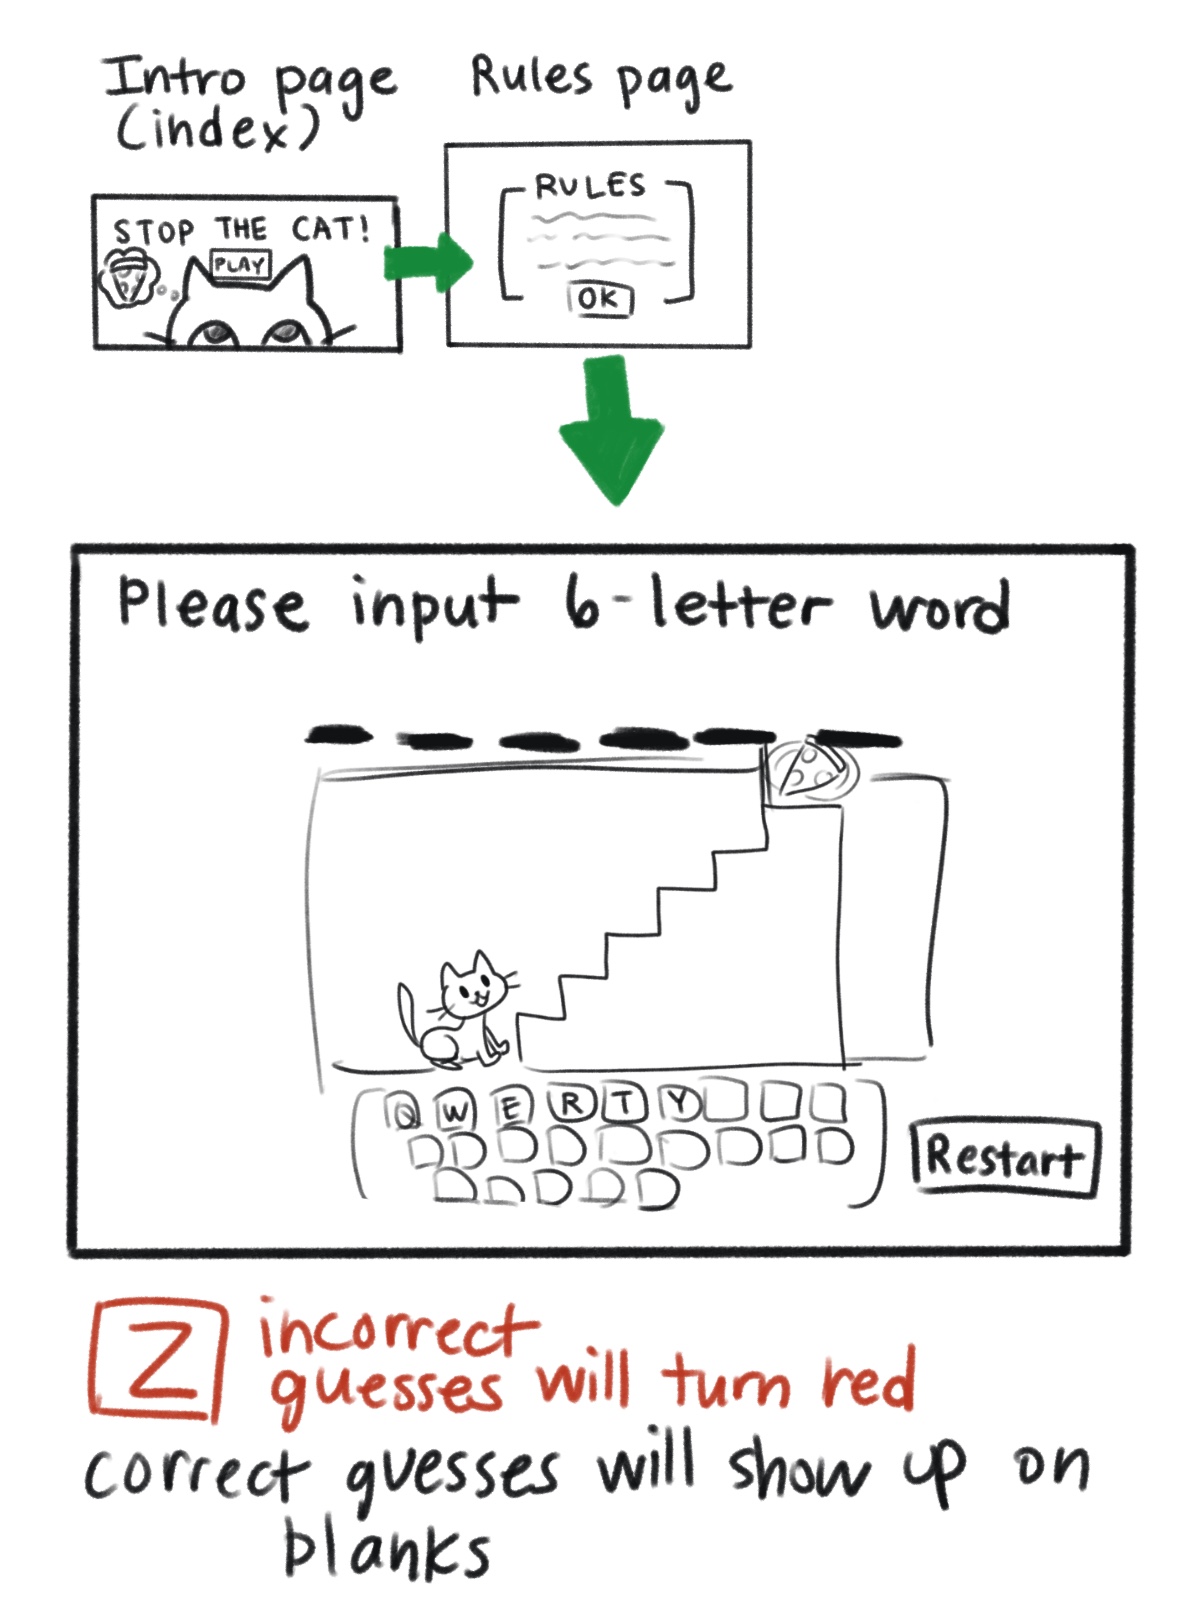 Intro page
(index)
Rules page
STOP THE CAT!
PLAY
RULES
OK
Please input 6-letter word
Q W E R T Y
Restart
Z
incorrect
guesses will turn red
correct guesses will show up on
blanks